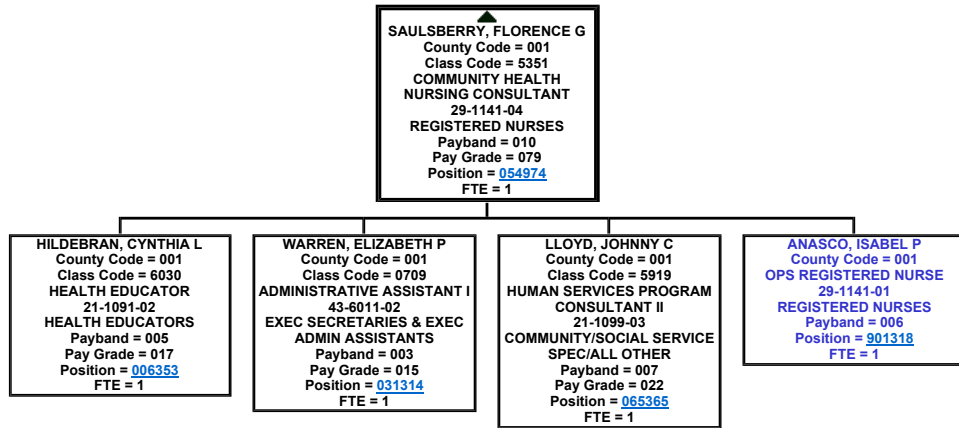 SAULSBERRY, FLORENCE G
County Code = 001
Class Code = 5351
COMMUNITY HEALTH
NURSING CONSULTANT
29-1141-04
REGISTERED NURSES
Payband = 010
Pay Grade = 079
Position = 054974
FTE = 1
HILDEBRAN, CYNTHIA L
County Code = 001
Class Code = 6030
HEALTH EDUCATOR
21-1091-02
HEALTH EDUCATORS
Payband = 005
Pay Grade = 017
Position = 006353
FTE = 1
WARREN, ELIZABETH P
County Code = 001
Class Code = 0709
ADMINISTRATIVE ASSISTANT I
43-6011-02
EXEC SECRETARIES & EXEC
ADMIN ASSISTANTS
Payband = 003
Pay Grade = 015
Position = 031314
FTE = 1
LLOYD, JOHNNY C
County Code = 001
Class Code = 5919
HUMAN SERVICES PROGRAM
CONSULTANT II
21-1099-03
COMMUNITY/SOCIAL SERVICE
SPEC/ALL OTHER
Payband = 007
Pay Grade = 022
Position = 065365
FTE = 1
ANASCO, ISABEL P
County Code = 001
OPS REGISTERED NURSE
29-1141-01
REGISTERED NURSES
Payband = 006
Position = 901318
FTE = 1